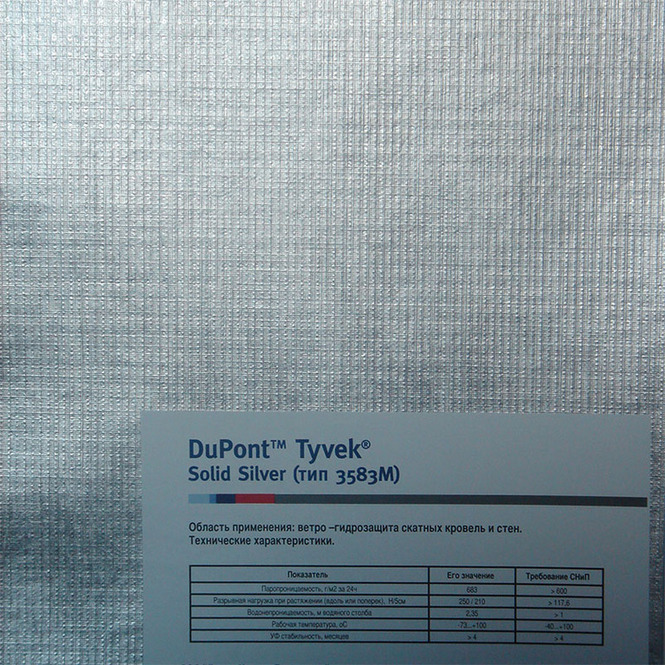 DuPont™ Tyvek®
Solid Silver (тип 3583M)
Область применения: ветро –гидрозащита скатных кровель и стен.
Технические характеристики.
Показатель Его значение Требование СНиП
Паропроницаемость, г/м2 за 24ч 683 > 600
Разрывная нагрузка при растяжении (вдоль или поперек), Н/5см 250 / 210 > 117,6
Водонепроницаемость, м водяного столба 2,35 > 1
Рабочая температура, оС -73...+100 -40...+100
УФ стабильность, месяцев > 4 > 4